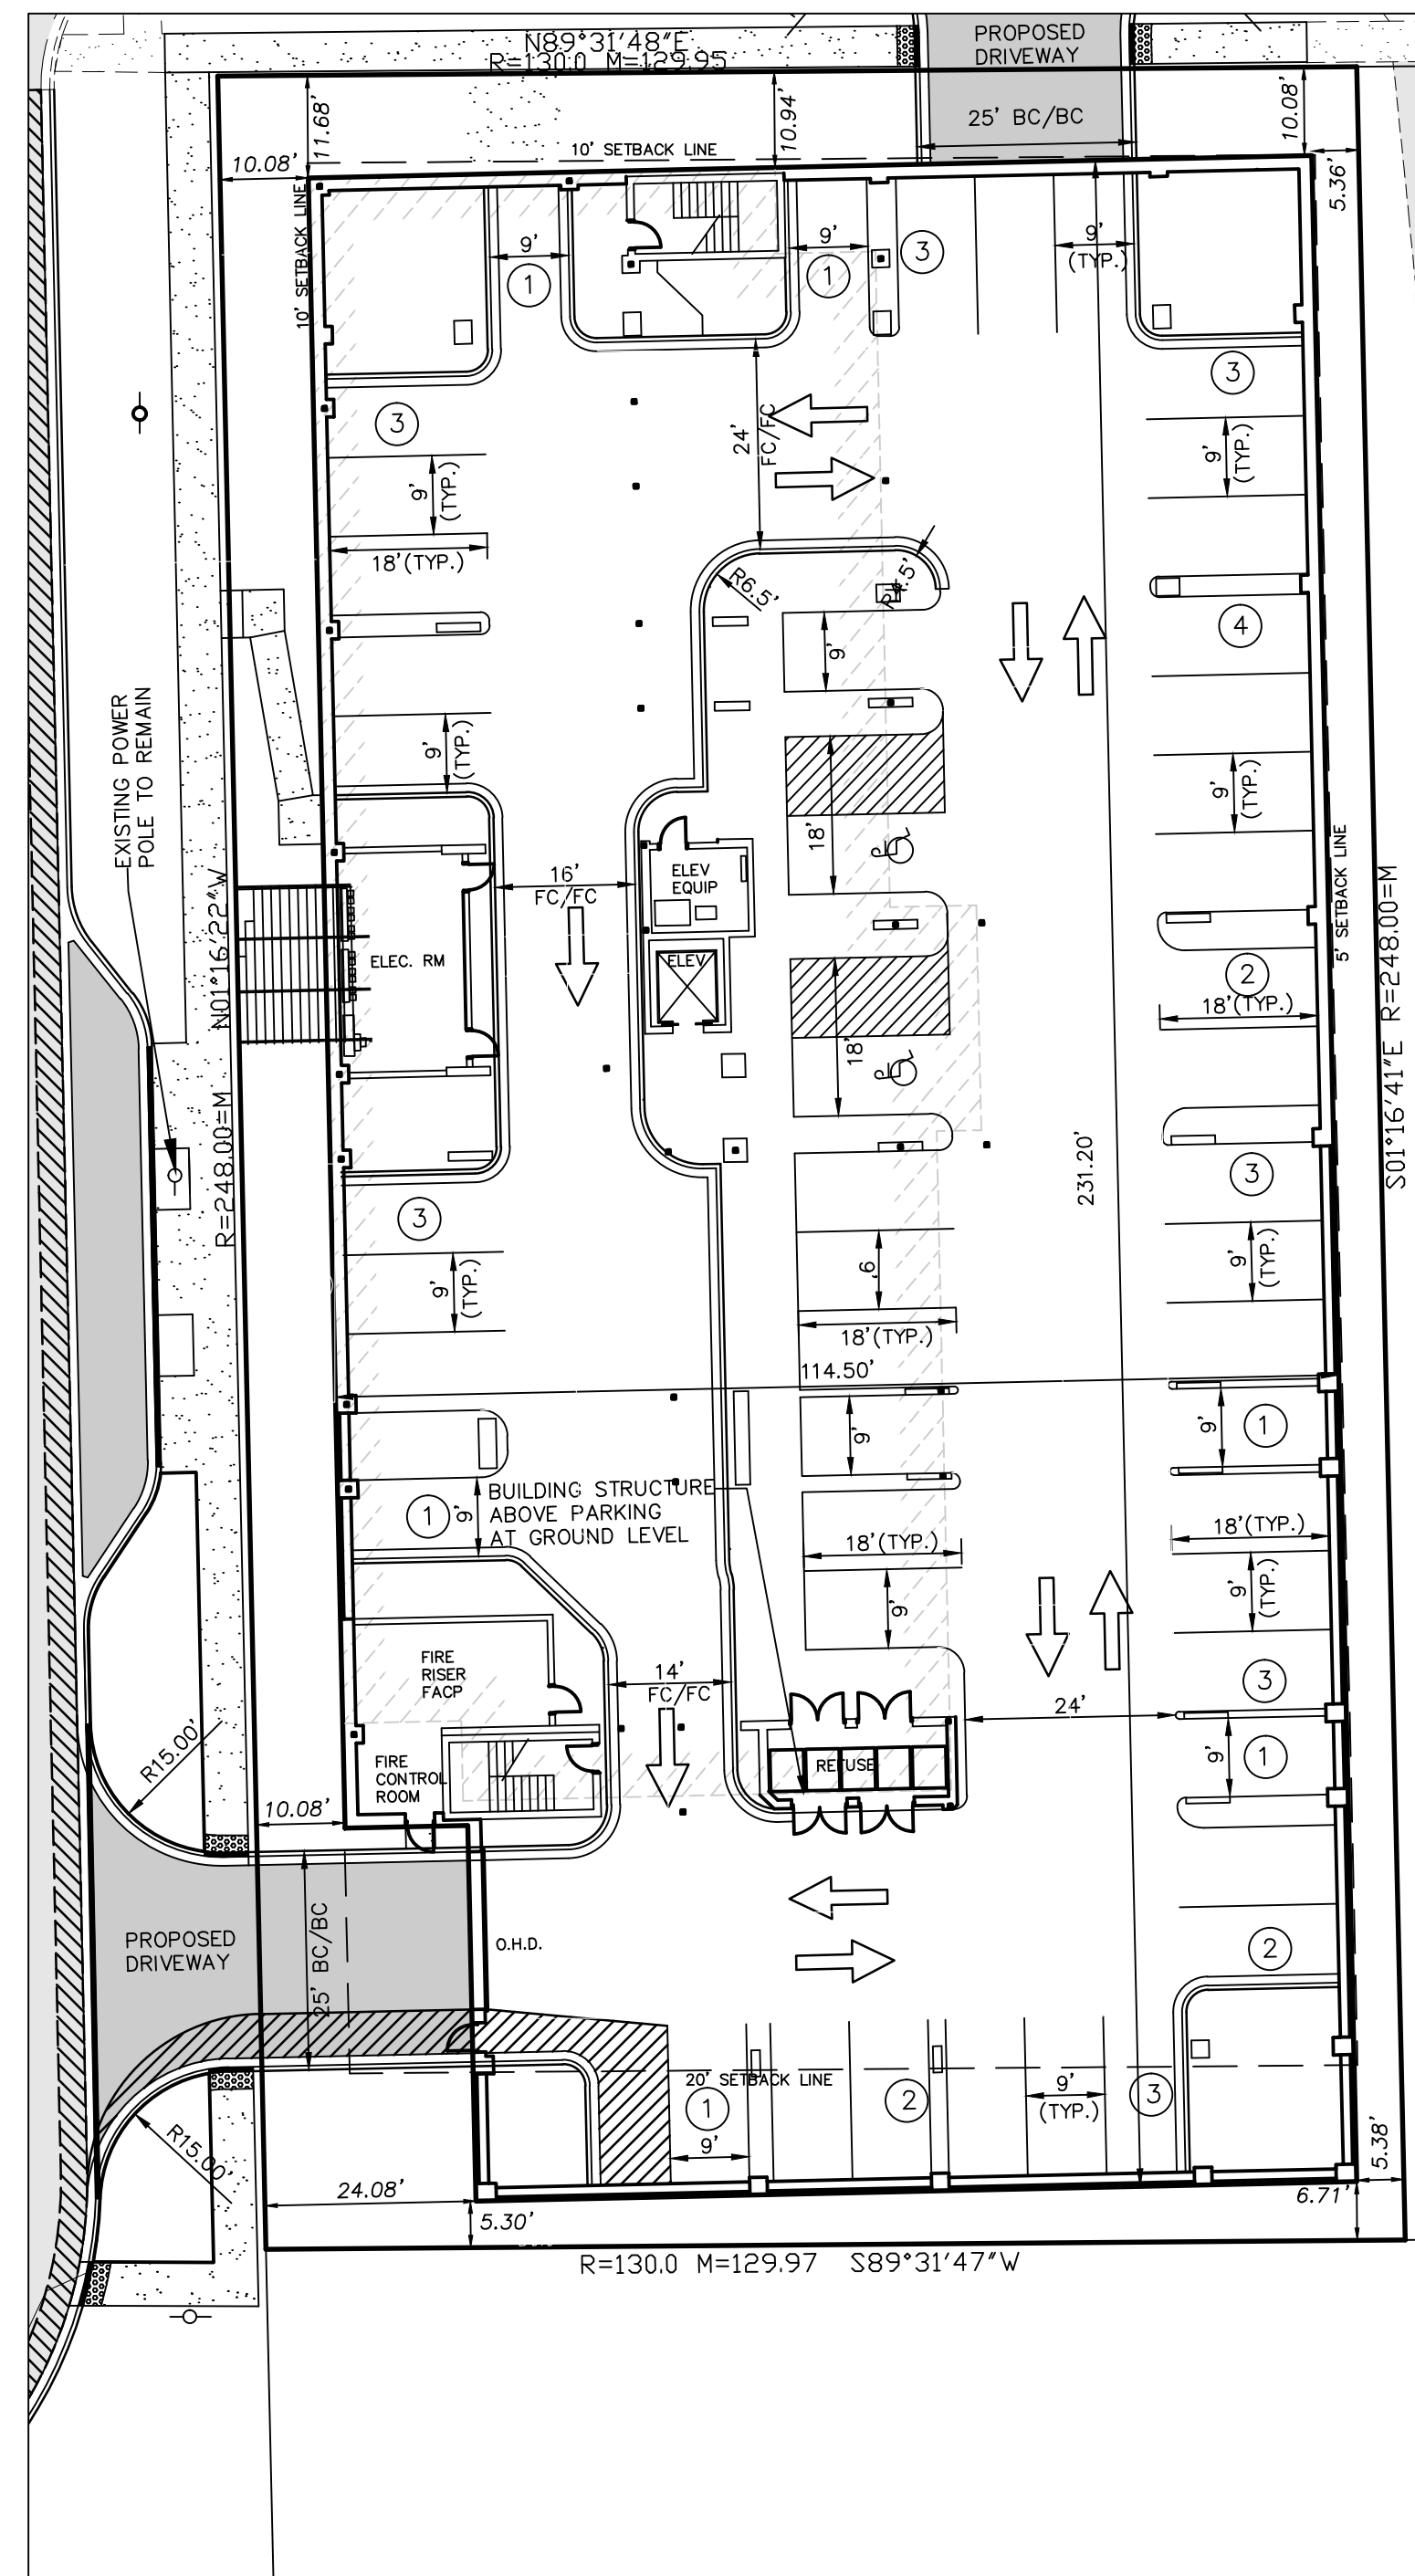 PROPOSED
DRIVEWAY
N89°31'48"E
R=130.0 M=129.95
25' BC/BC
11.68'
10.94'
10.08'
10' SETBACK LINE
10.08'
5.36'
10' SETBACK LINE
9'
1
9'
1
3
9'
(TYP.)
3
3
24'
FC/FC
9'
(TYP.)
9'
(TYP.)
18'(TYP.)
R6.5'
9'
4
EXISTING POWER
POLE TO REMAIN
9'
(TYP.)
9'
(TYP.)
18'
16'
FC/FC
ELEV
EQUIP
5' SETBACK LINE
N01°16'22"W
R=248.00=M
S01°16'41"E R=248.00=M
ELEC. RM
ELEV
2
18'(TYP.)
18'
231.20'
3
3
9'
(TYP.)
9'
9'
(TYP.)
18'(TYP.)
114.50'
9'
9'
1
BUILDING STRUCTURE
ABOVE PARKING
AT GROUND LEVEL
1
9'
18'(TYP.)
18'(TYP.)
9'
9'
(TYP.)
FIRE
RISER
FACP
14'
FC/FC
3
24'
R15.00'
9'
1
FIRE
CONTROL
ROOM
REFUSE
10.08'
PROPOSED
DRIVEWAY
25' BC/BC
O.H.D.
2
20' SETBACK LINE
1
2
9'
(TYP.)
3
9'
R15.00'
24.08'
5.30'
6.71'
5.38'
R=130.0 M=129.97 S89°31'47"W